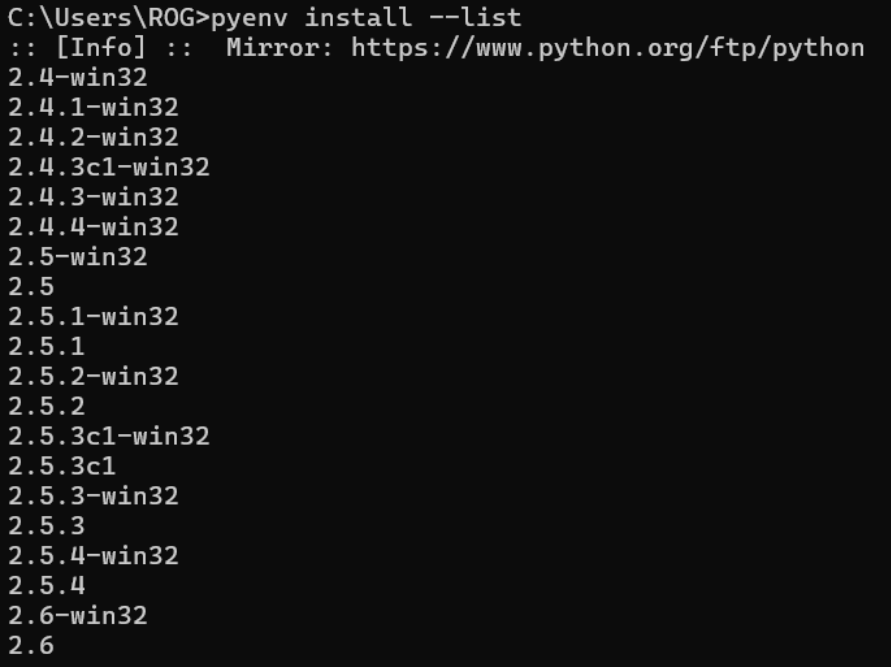 C:\Users\ROG>pyenv install --list
:: [Info] ::  Mirror: https://www.python.org/ftp/python
2.4-win32
2.4.1-win32
2.4.2-win32
2.4.3c1-win32
2.4.3-win32
2.4.4-win32
2.5-win32
2.5
2.5.1-win32
2.5.1
2.5.2-win32
2.5.2
2.5.3c1-win32
2.5.3c1
2.5.3-win32
2.5.3
2.5.4-win32
2.5.4
2.6-win32
2.6